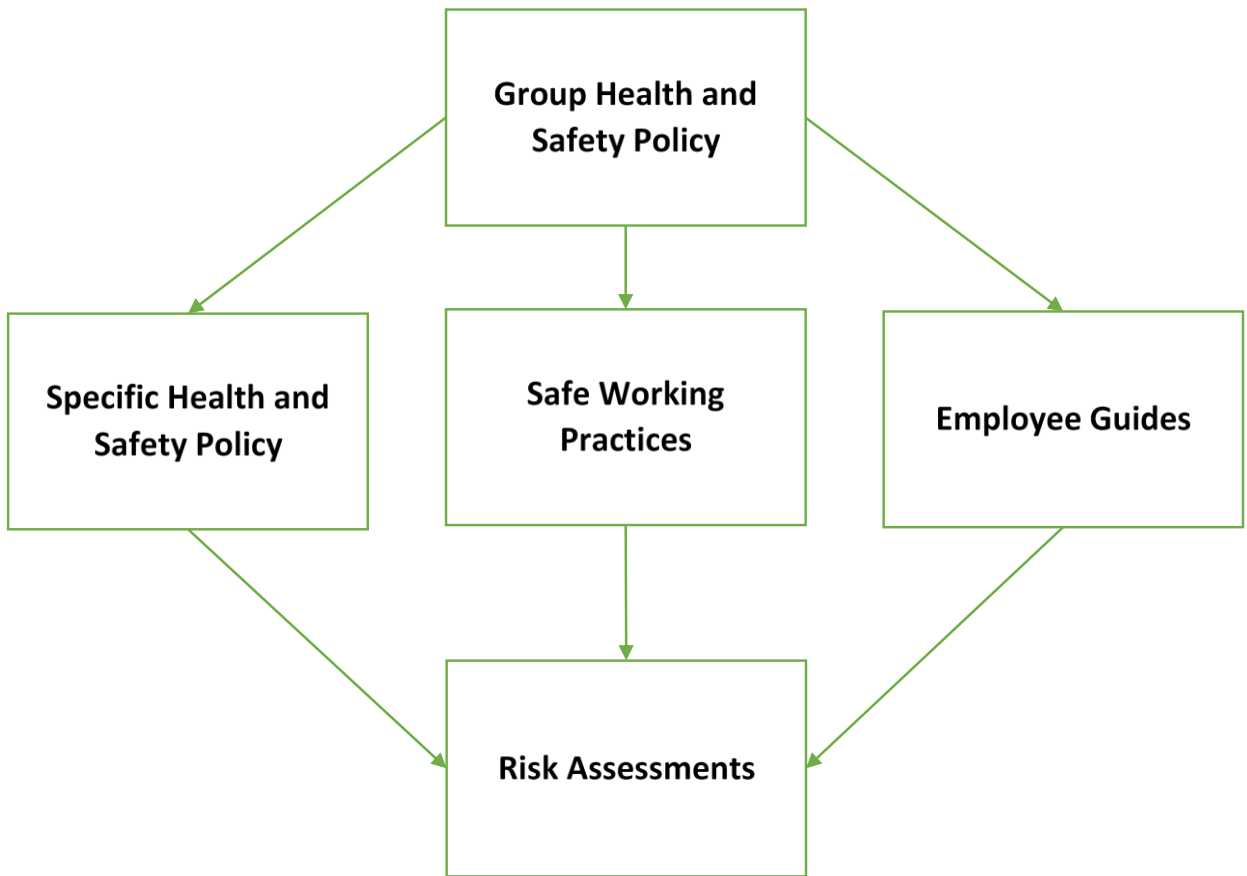 Group Health and
Safety Policy
Specific Health and
Safety Policy
Safe Working
Practices
Employee Guides
Risk Assessments